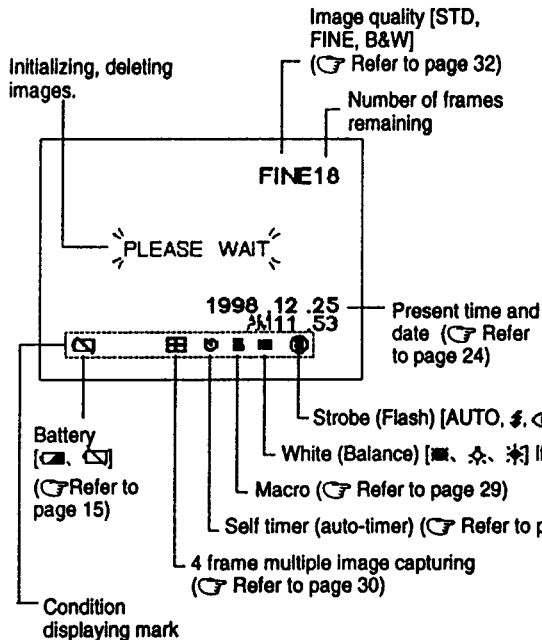 Image quality [STD,
FINE, B&W]
(☞ Refer to page 32)
Initializing, deleting
images.
Number of frames
remaining
FINE18
PLEASE WAIT
1998 .12 .25
11 .53
Present time and
date (☞ Refer
to page 24)
Strobe (Flash) [AUTO,
Battery
White (Balance)
(☞Refer to
page 15)
Macro (☞ Refer to page 29)
Self timer (auto-timer) (☞ Refer to
4 frame multiple image capturing
(☞ Refer to page 30)
Condition
displaying mark